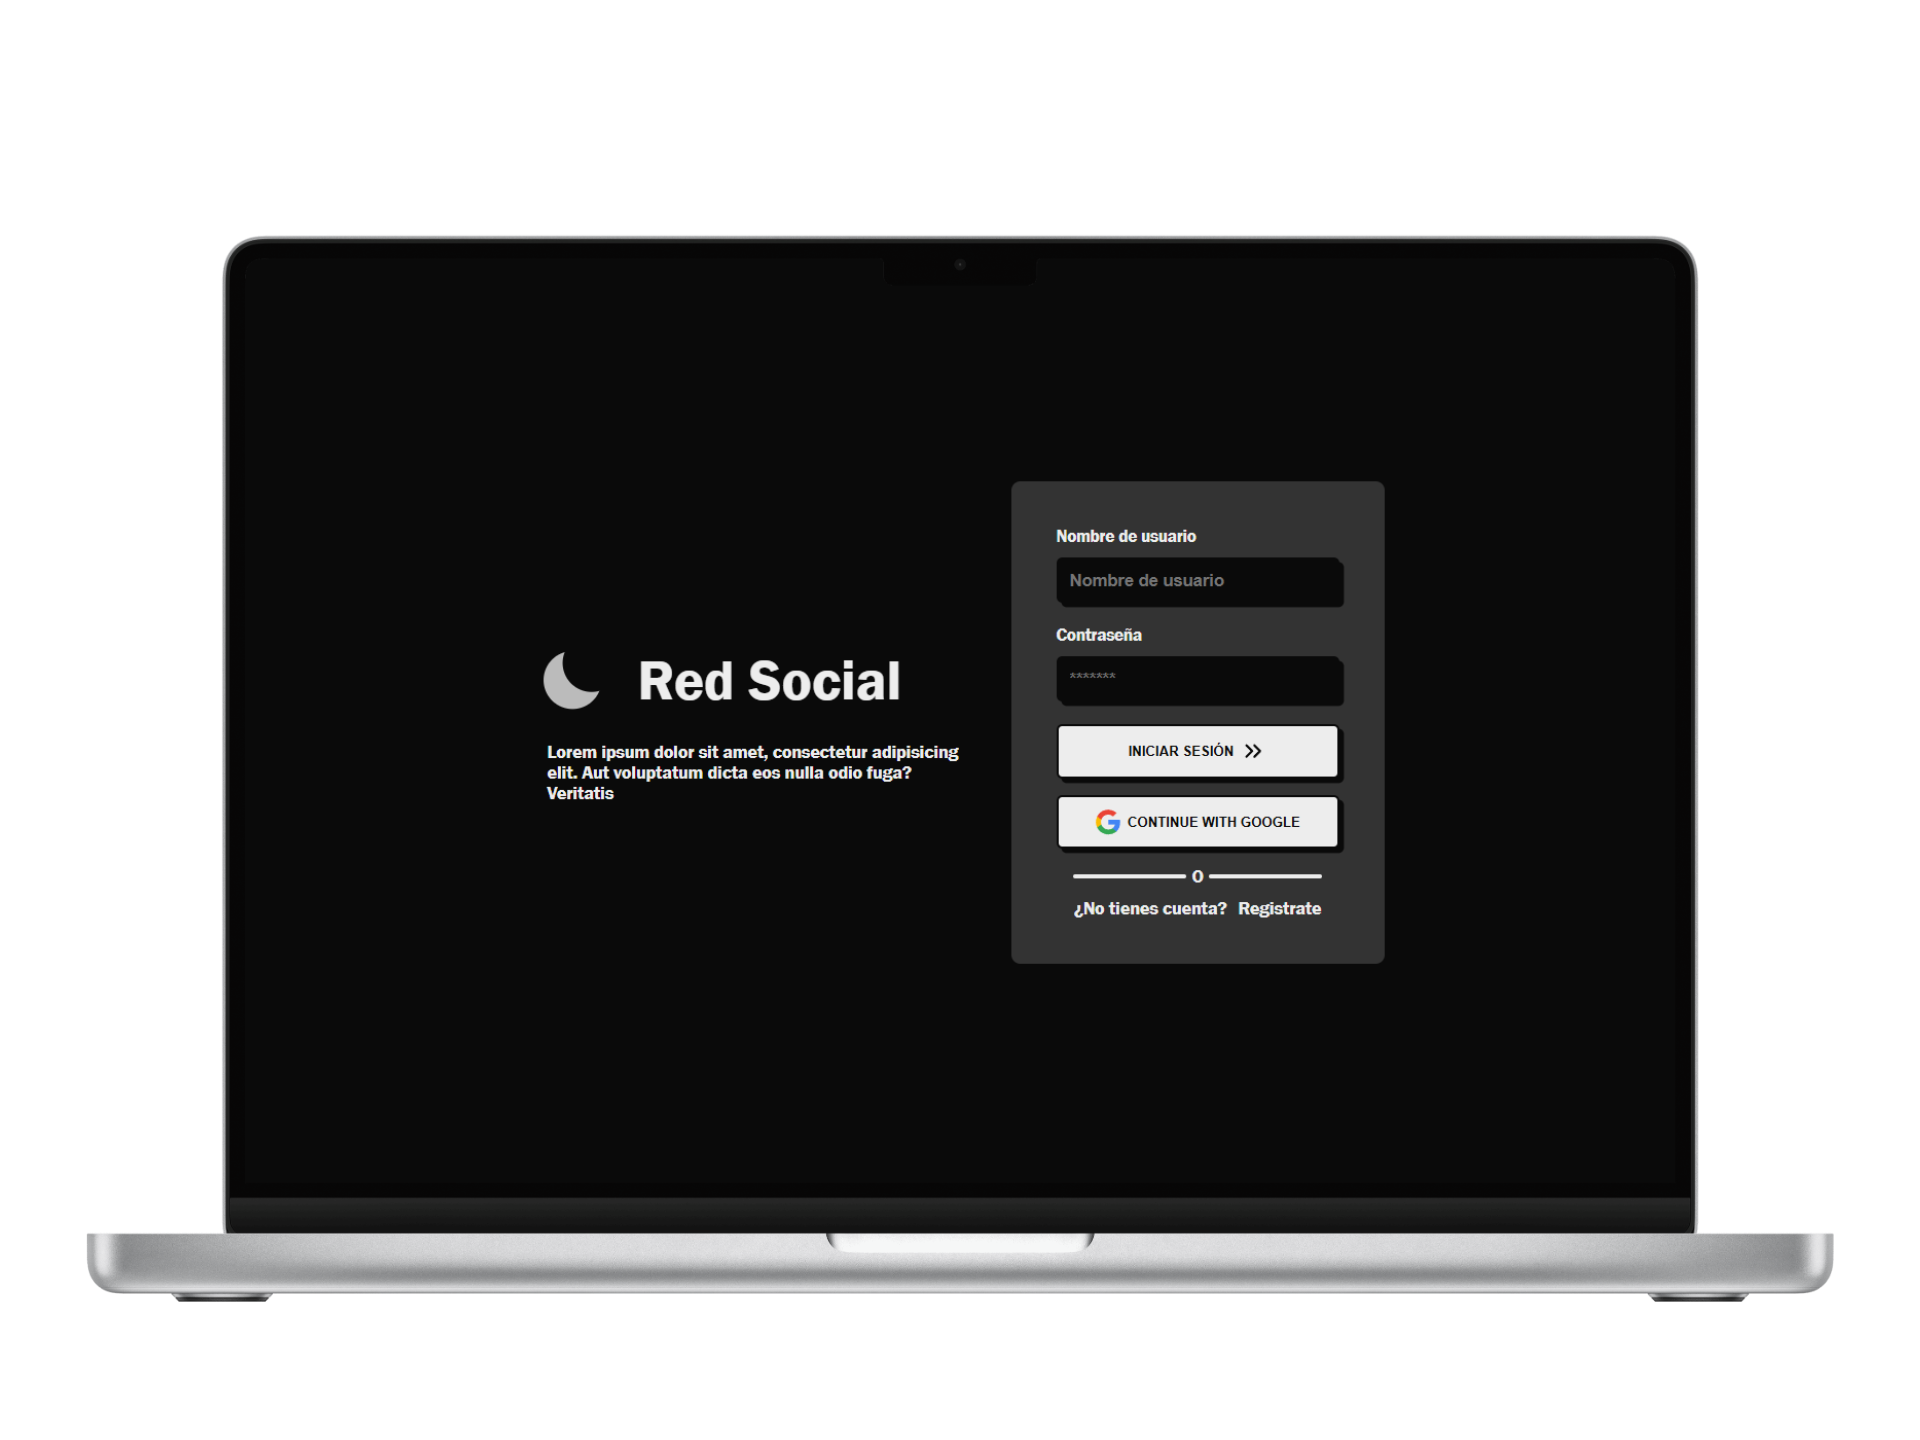 Red Social
Lorem ipsum dolor sit amet, consectetur adipisicing
elit. Aut voluptatum dicta eos nulla odio fuga?
Veritatis
Nombre de usuario
Nombre de usuario
Contraseña
*******
INICIAR SESIÓN
CONTINUE WITH GOOGLE
O
¿No tienes cuenta? Registrate